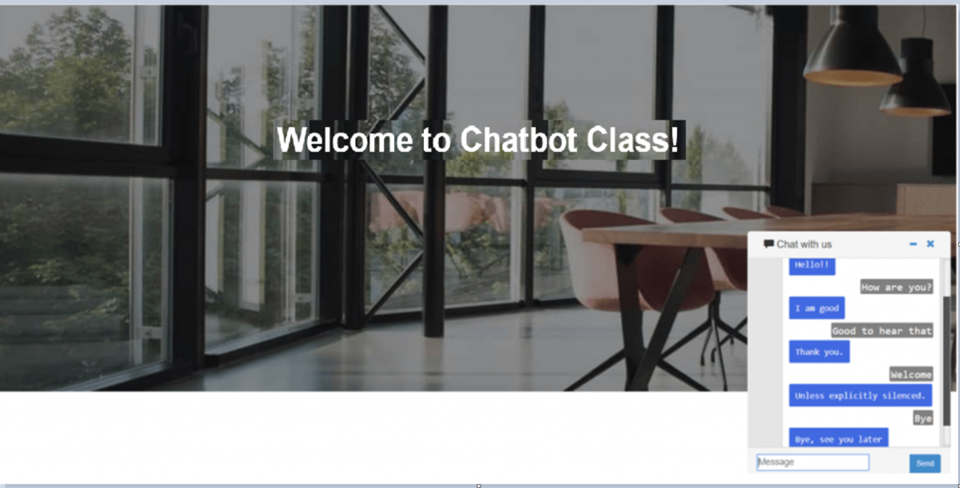 Welcome to Chatbot Class!
Chat with us
Hello!!
How are you?
I am good
Good to hear that
Thank you.
Welcome
Unless explicitly silenced.
Bye
Bye, see you later
Message
Send